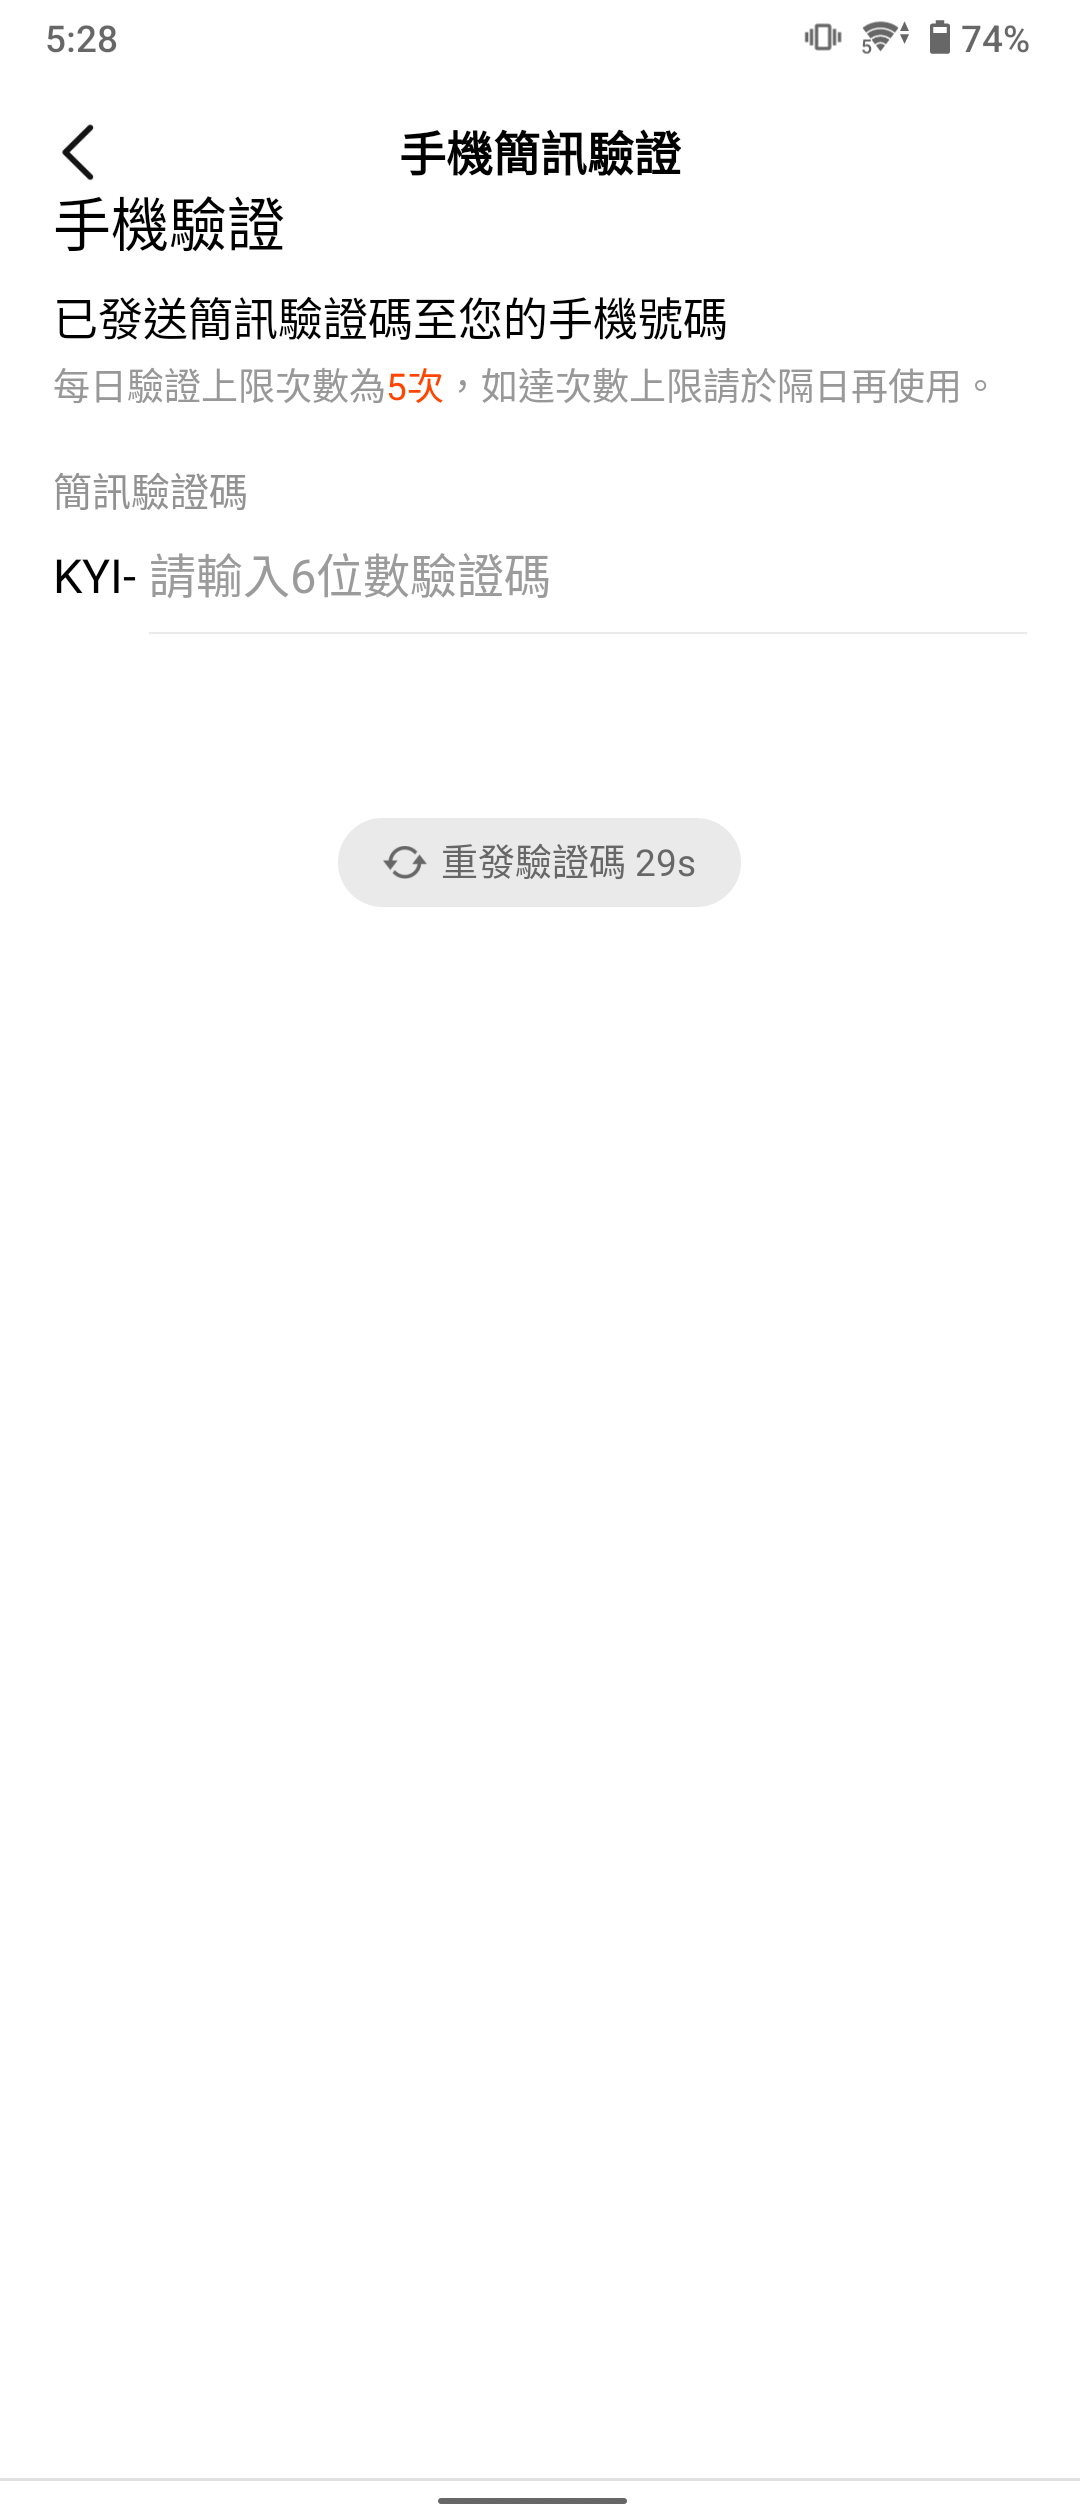 5:28
5
74%
手機簡訊驗證
手機驗證
已發送簡訊驗證碼至您的手機號碼
每日驗證上限次數為5次，如達次數上限請於隔日再使用。
簡訊驗證碼
KYI- 請輸入6位數驗證碼
重發驗證碼 29s